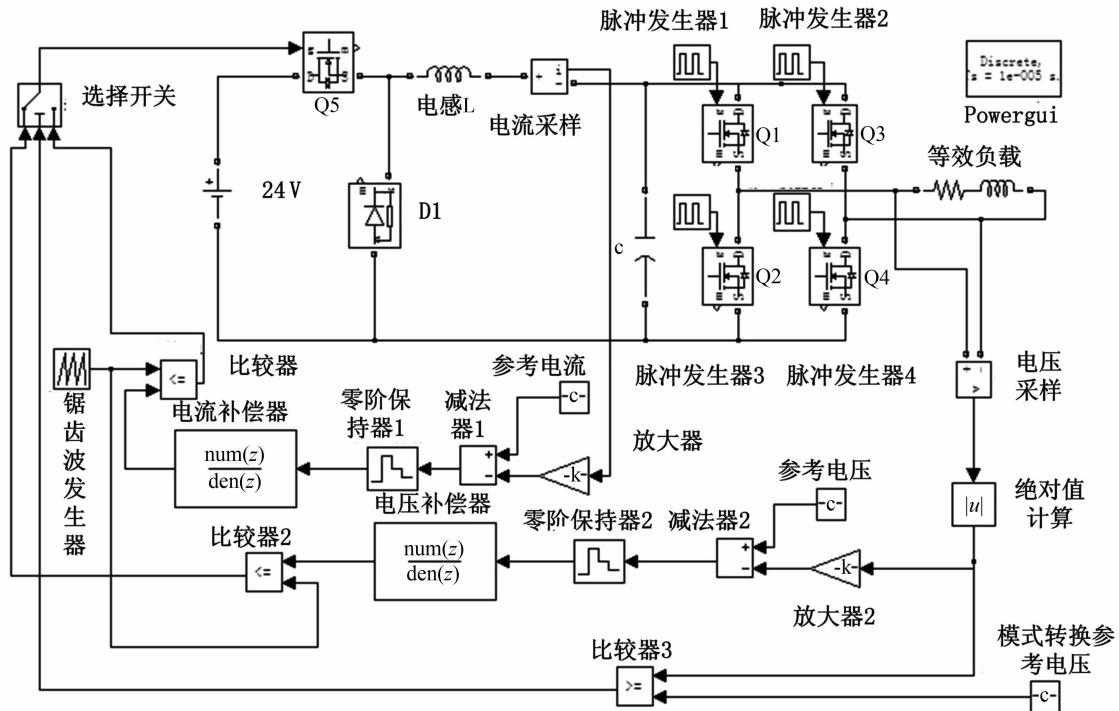 脉冲发生器1
脉冲发生器2
选择开关
Q5
电感L
电流采样
Discrete,
's = 1e-005 s.
Powergui
Q1
Q3
等效负载
+
24V
D1
c
Q2
Q4
+ -
v
电压
采样
脉冲发生器3
脉冲发生器4
锯
齿
波
发
生
器
<=
比较器
电流补偿器
num(z)
den(z)
零阶保
持器1
减法
器1
+
-
参考电流
-c-
放大器
-k-
电压补偿器
num(z)
den(z)
比较器2
<=
零阶保持器2
减法器2
+
-
参考电压
-c-
-k-
放大器2
|u|
绝对值
计算
比较器3
>=
模式转换参
考电压
-c-